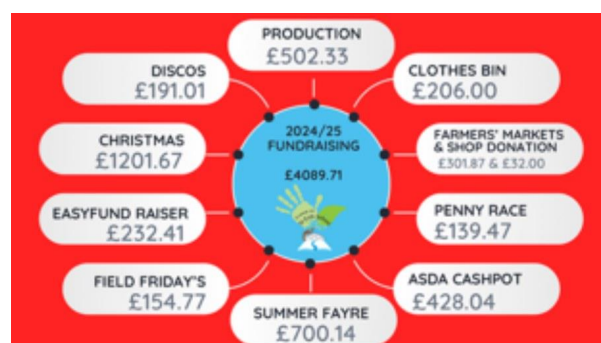 PRODUCTION
£502.33
DISCOS
£191.01
CLOTHES BIN
£206.00
CHRISTMAS
£1201.67
2024/25
FUNDRAISING
£4089.71
FARMERS' MARKETS
& SHOP DONATION
£301.87 & £32.00
EASYFUND RAISER
£232.41
PENNY RACE
£139.47
FIELD FRIDAY'S
£154.77
ASDA CASHPOT
£428.04
SUMMER FAYRE
£700.14